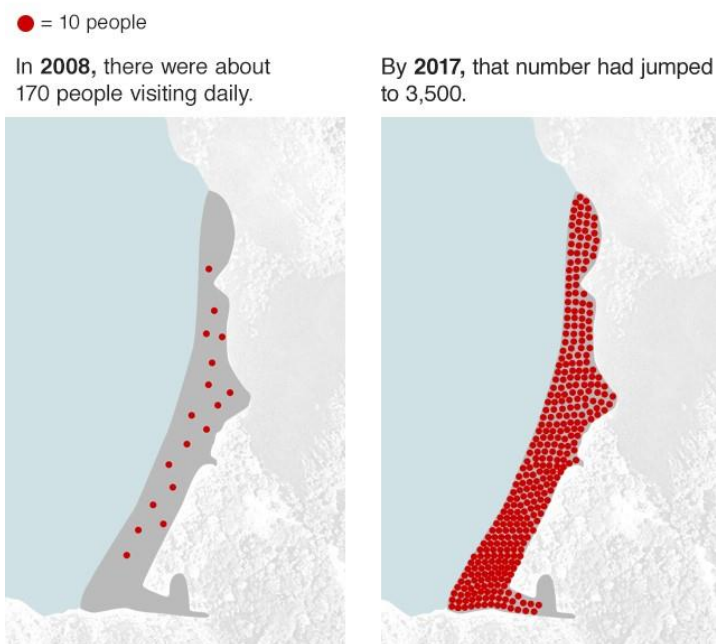 = 10 people
In 2008, there were about
170 people visiting daily.
By 2017, that number had jumped
to 3,500.